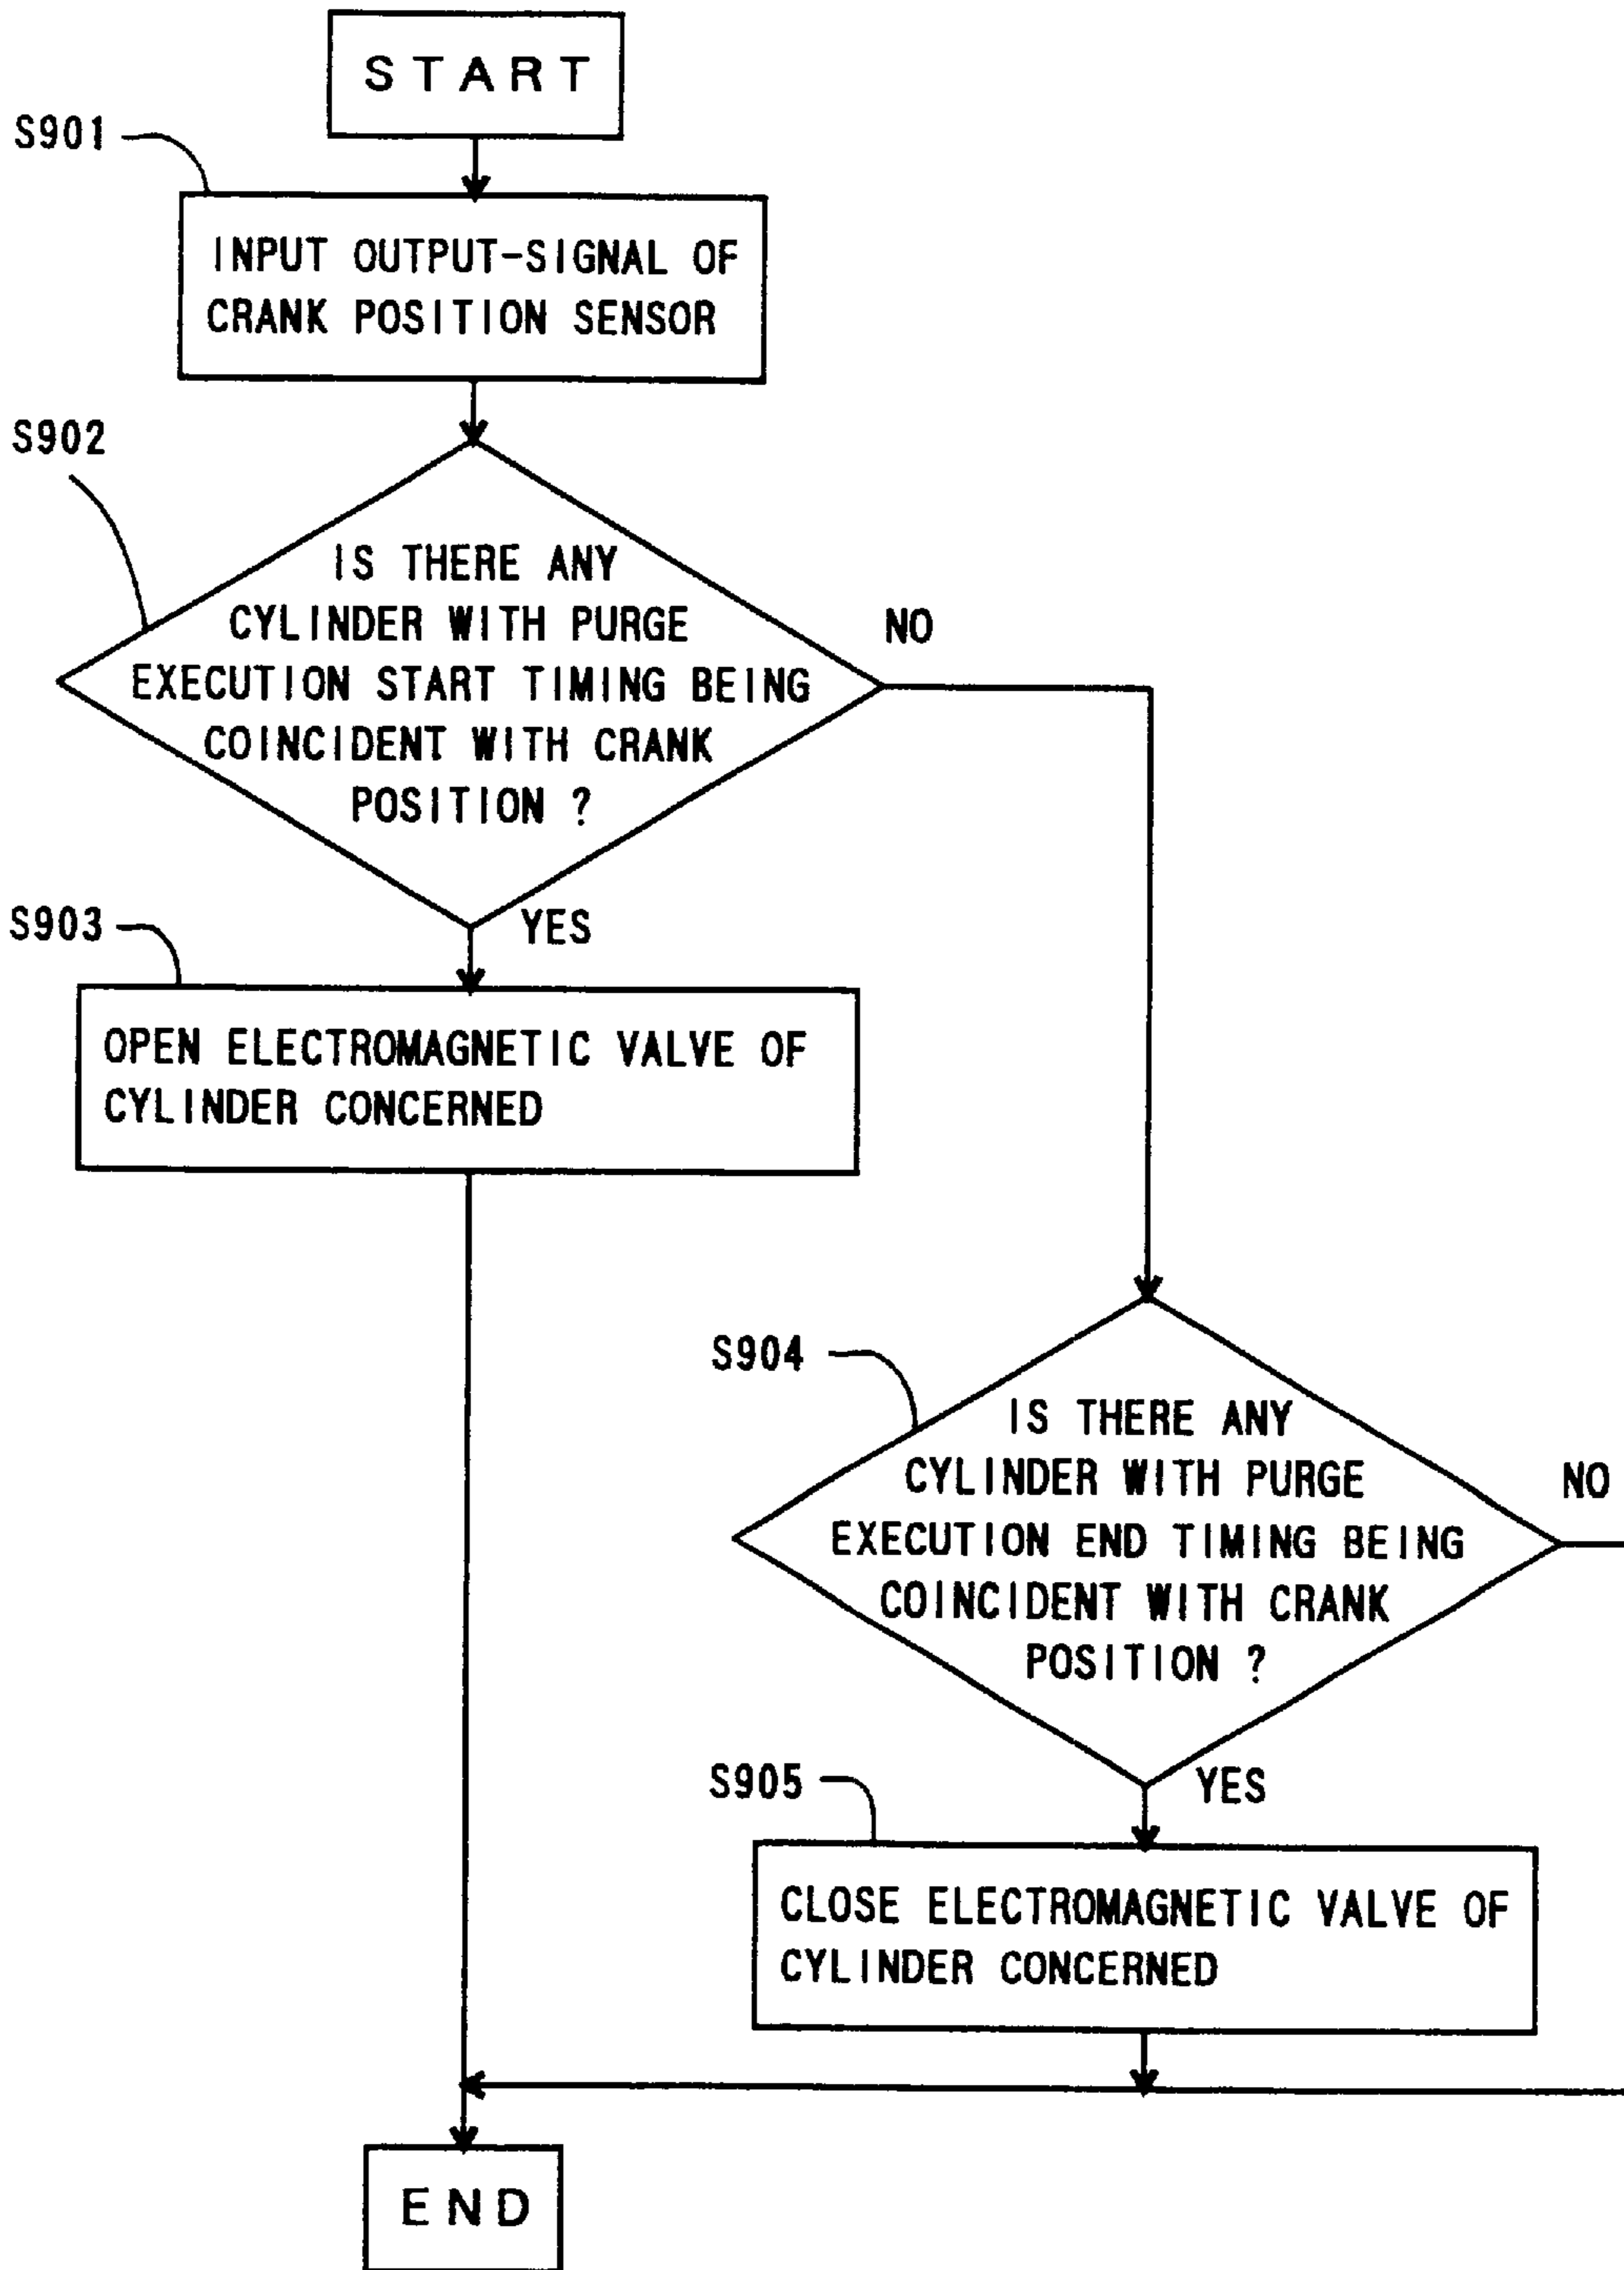 START
S901
INPUT OUTPUT-SIGNAL OF
CRANK POSITION SENSOR
S902
IS THERE ANY
CYLINDER WITH PURGE
EXECUTION START TIMING BEING
COINCIDENT WITH CRANK
POSITION ?
NO
YES
S903
OPEN ELECTROMAGNETIC VALVE OF
CYLINDER CONCERNED
S904
IS THERE ANY
CYLINDER WITH PURGE
EXECUTION END TIMING BEING
COINCIDENT WITH CRANK
POSITION ?
NO
YES
S905
CLOSE ELECTROMAGNETIC VALVE OF
CYLINDER CONCERNED
END